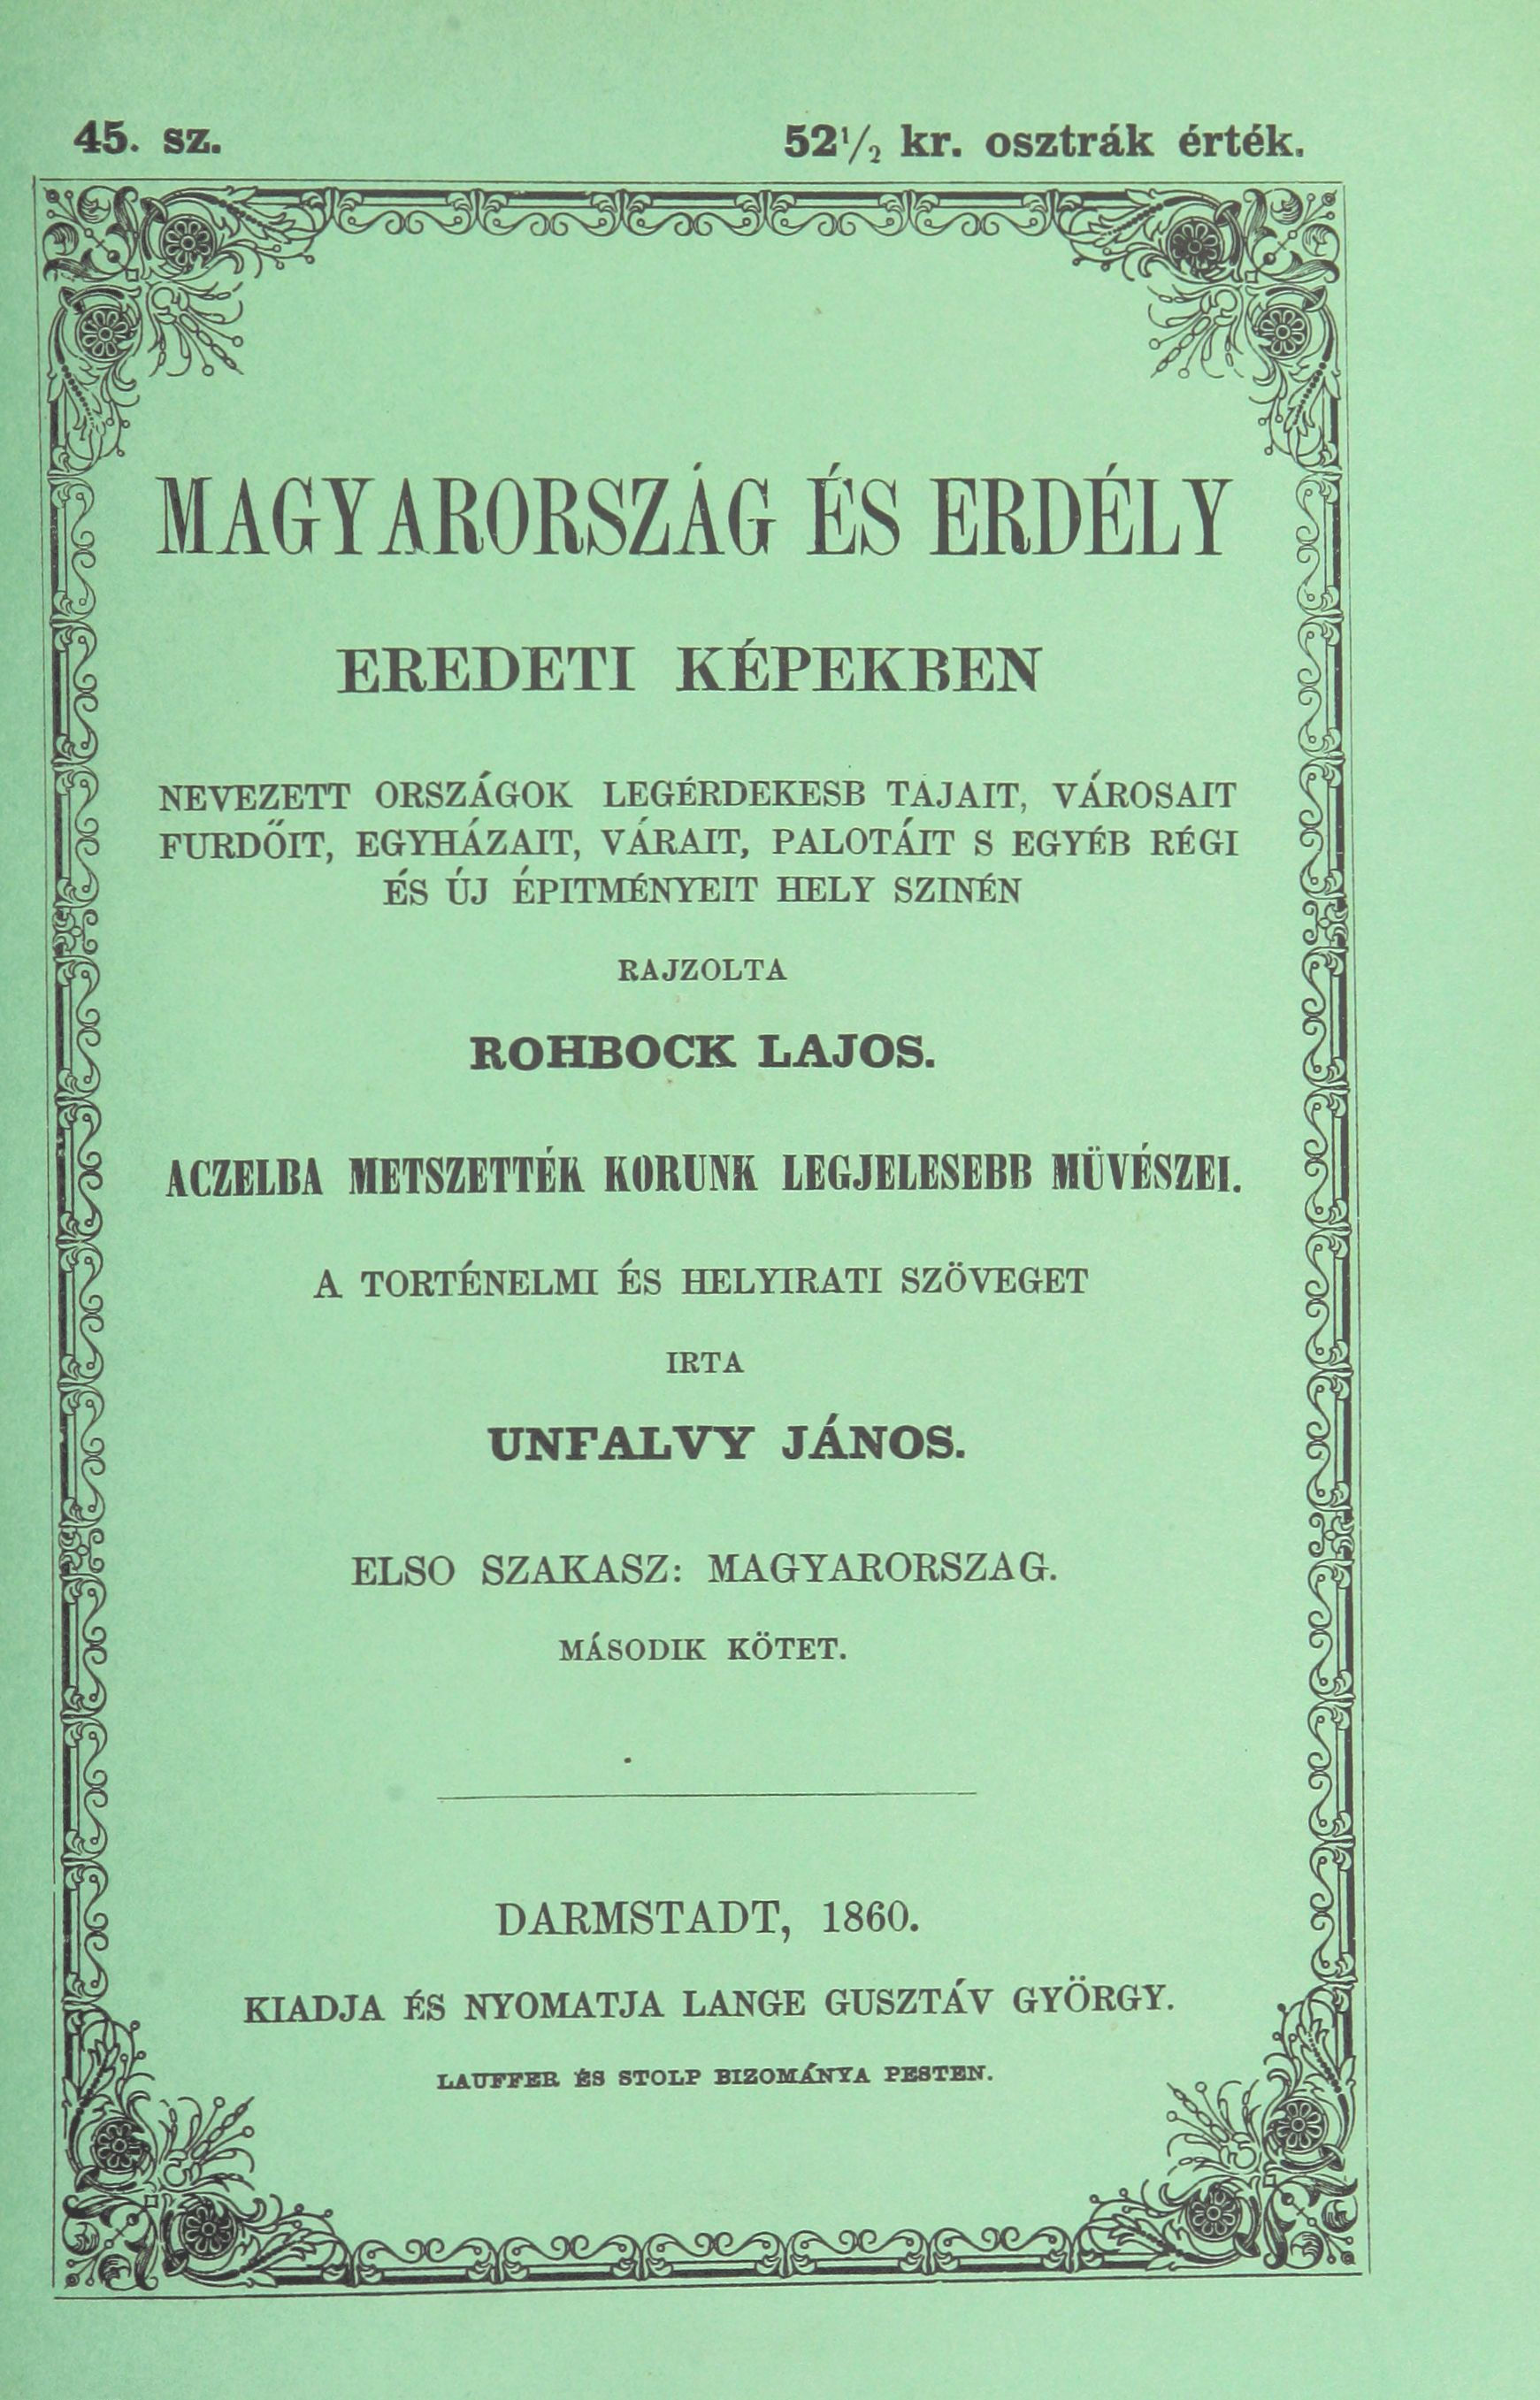 45. sz. 52 1/2 kr. osztrák érték.
MAGYARORSZÁG ÉS ERDÉLY
EREDETI KÉPEKBEN
NEVEZETT ORSZÁGOK LEGÉRDEKESB TÁJAIT, VÁROSAIT
FURDŐIT, EGYHÁZAIT, VÁRAIT, PALOTÁIT S EGYÉB RÉGI
ÉS ÚJ ÉPITMÉNYEIT HELY SZINÉN
RAJZOLTA
ROHBOCK LAJOS.
ACZELBA METSZETTÉK KORUNK LEGJELESEBB MÜVÉSZEI.
A TORTÉNELMI ÉS HELYIRATI SZÖVEGET
IRTA
UNFALVY JÁNOS.
ELSO SZAKASZ: MAGYARORSZAG.
MÁSODIK KÖTET.
DARMSTADT, 1860.
KIADJA ÉS NYOMATJA LANGE GUSZTÁV GYÖRGY.
LAUFFER ÉS STOLP BIZOMÁNYA PESTEN.